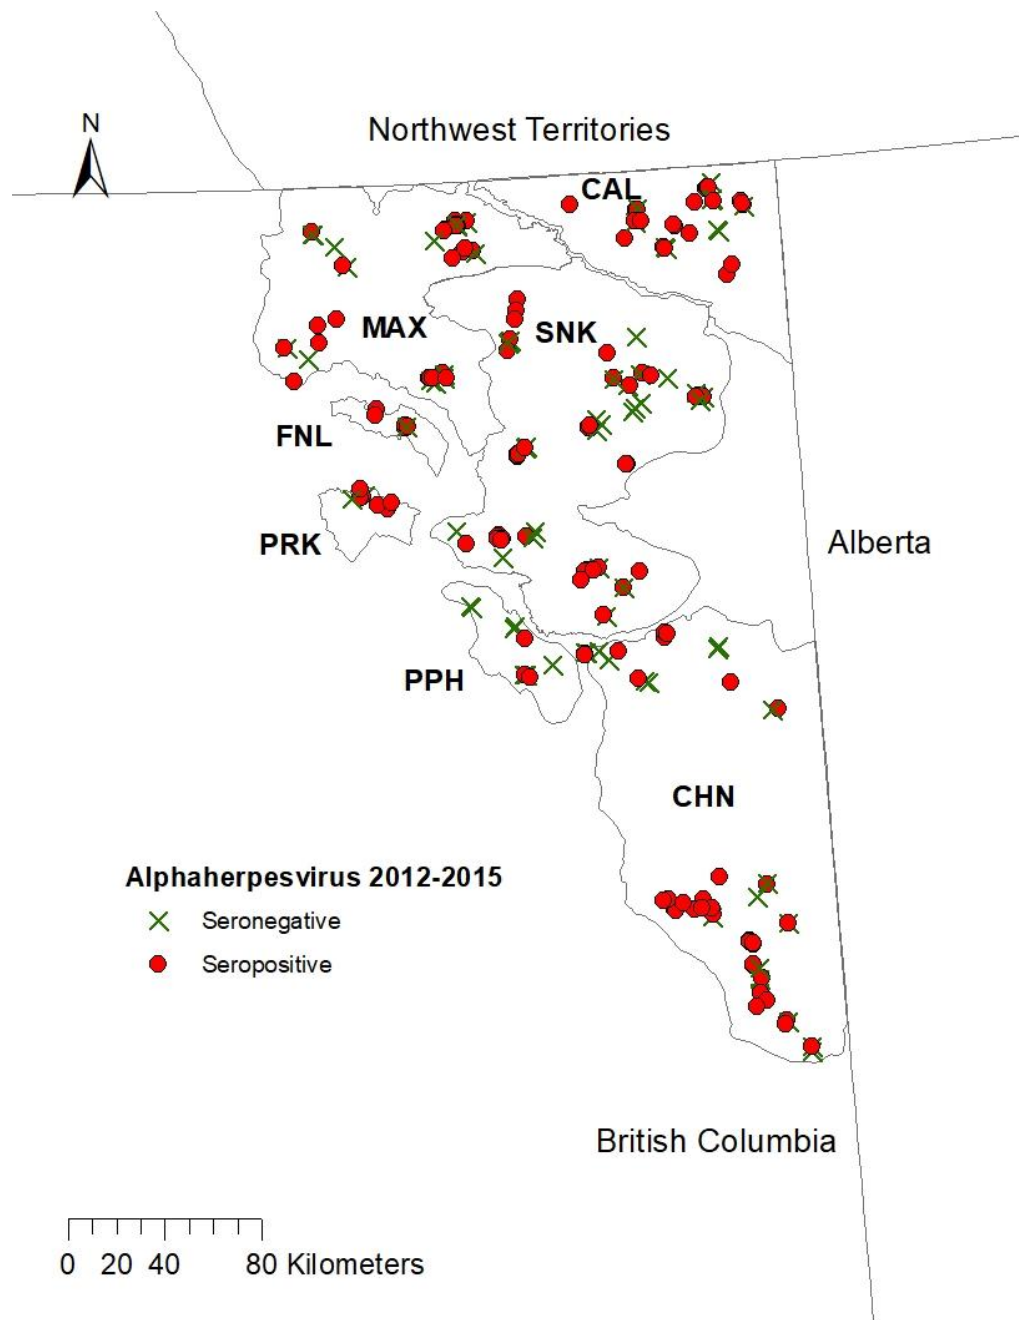 N
Northwest Territories
CAL
MAX
SNK
FNL
PRK
Alberta
PPH
CHN
Alphaherpesvirus 2012-2015
Seronegative
Seropositive
British Columbia
0 20 40 80 Kilometers